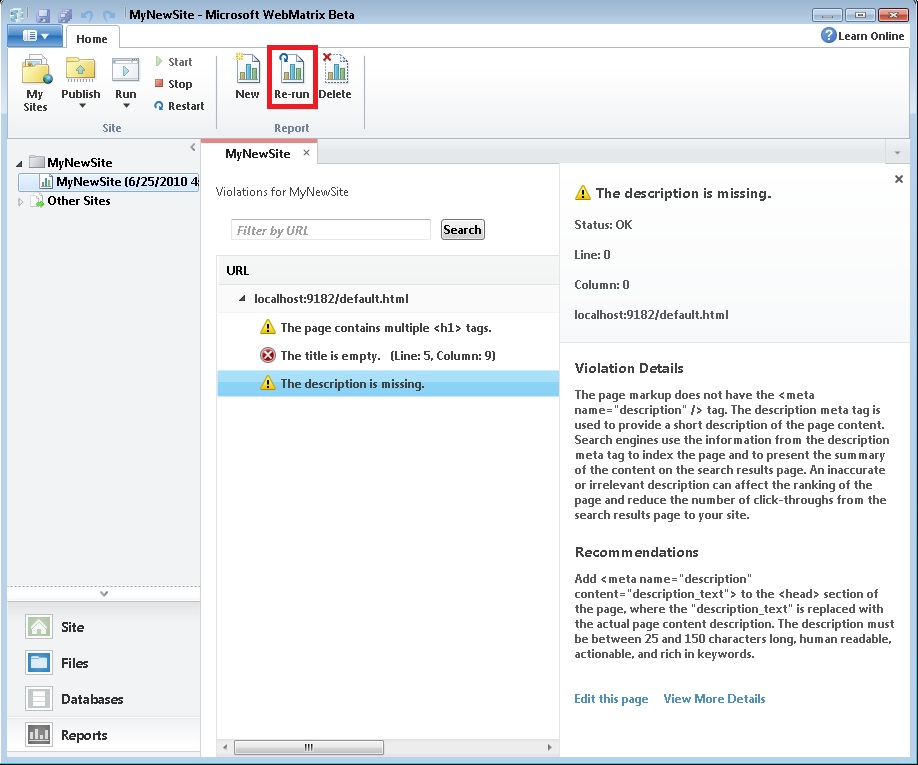 MyNewSite - Microsoft WebMatrix Beta
Home
Learn Online
My Sites
Publish
Run
Start
Stop
Restart
Site
New
Re-run
Delete
Report
MyNewSite
MyNewSite (6/25/2010 4:
Other Sites
Site
Files
Databases
Reports
MyNewSite
Violations for MyNewSite
Filter by URL
Search
URL
localhost:9182/default.html
The page contains multiple <h1> tags.
The title is empty. (Line: 5, Column: 9)
The description is missing.
The description is missing.
Status: OK
Line: 0
Column: 0
localhost:9182/default.html
Violation Details
The page markup does not have the <meta
name="description" /> tag. The description meta tag is
used to provide a short description of the page content.
Search engines use the information from the description
meta tag to index the page and to present the summary
of the content on the search results page. An inaccurate
or irrelevant description can affect the ranking of the
page and reduce the number of click-throughs from the
search results page to your site.
Recommendations
Add <meta name="description"
content="description_text"> to the <head> section of
the page, where the "description_text" is replaced with
the actual page content description. The description must
be between 25 and 150 characters long, human readable,
actionable, and rich in keywords.
Edit this page View More Details